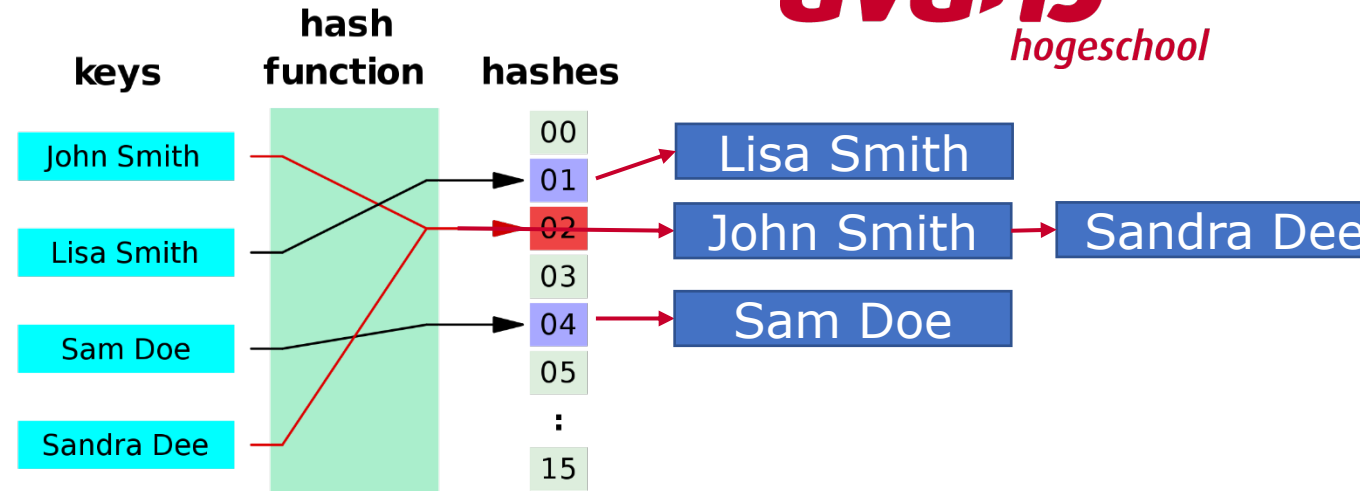 hogeschool
keys
hash
function
hashes
John Smith
Lisa Smith
Sam Doe
Sandra Dee
00
01
02
03
04
05
:
15
Lisa Smith
John Smith
Sandra Dee
Sam Doe